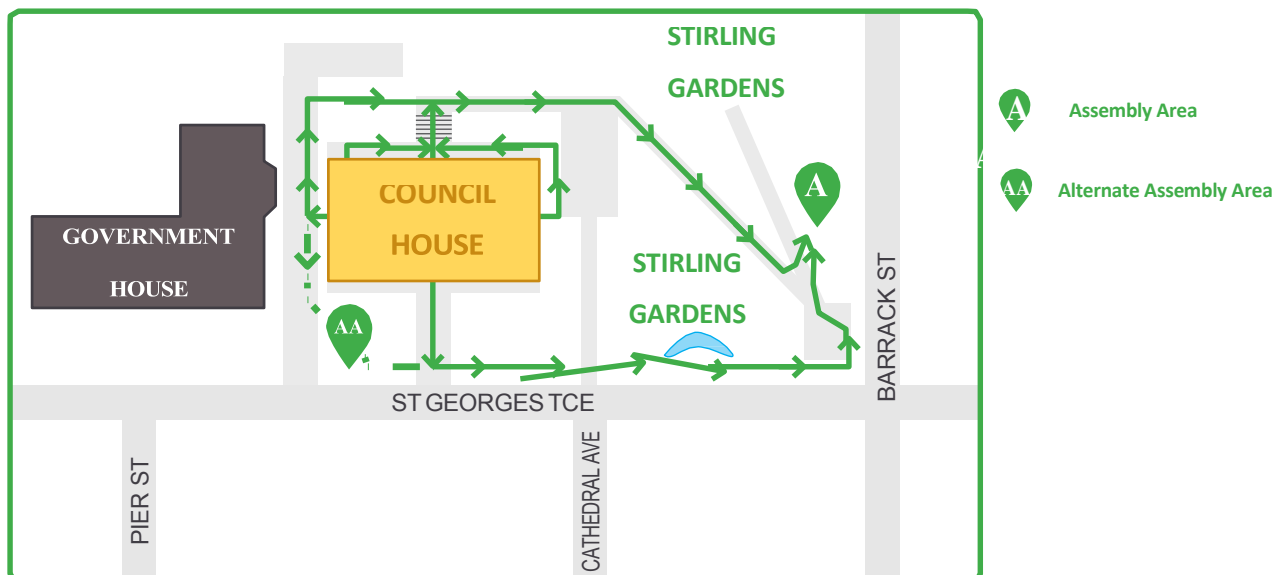 STIRLING
GARDENS
A
Assembly Area
A
A
AA
Alternate Assembly Area
COUNCIL
HOUSE
GOVERNMENT
HOUSE
STIRLING
GARDENS
AA
BARRACK ST
ST GEORGES TCE
PIER ST
CATHEDRAL AVE